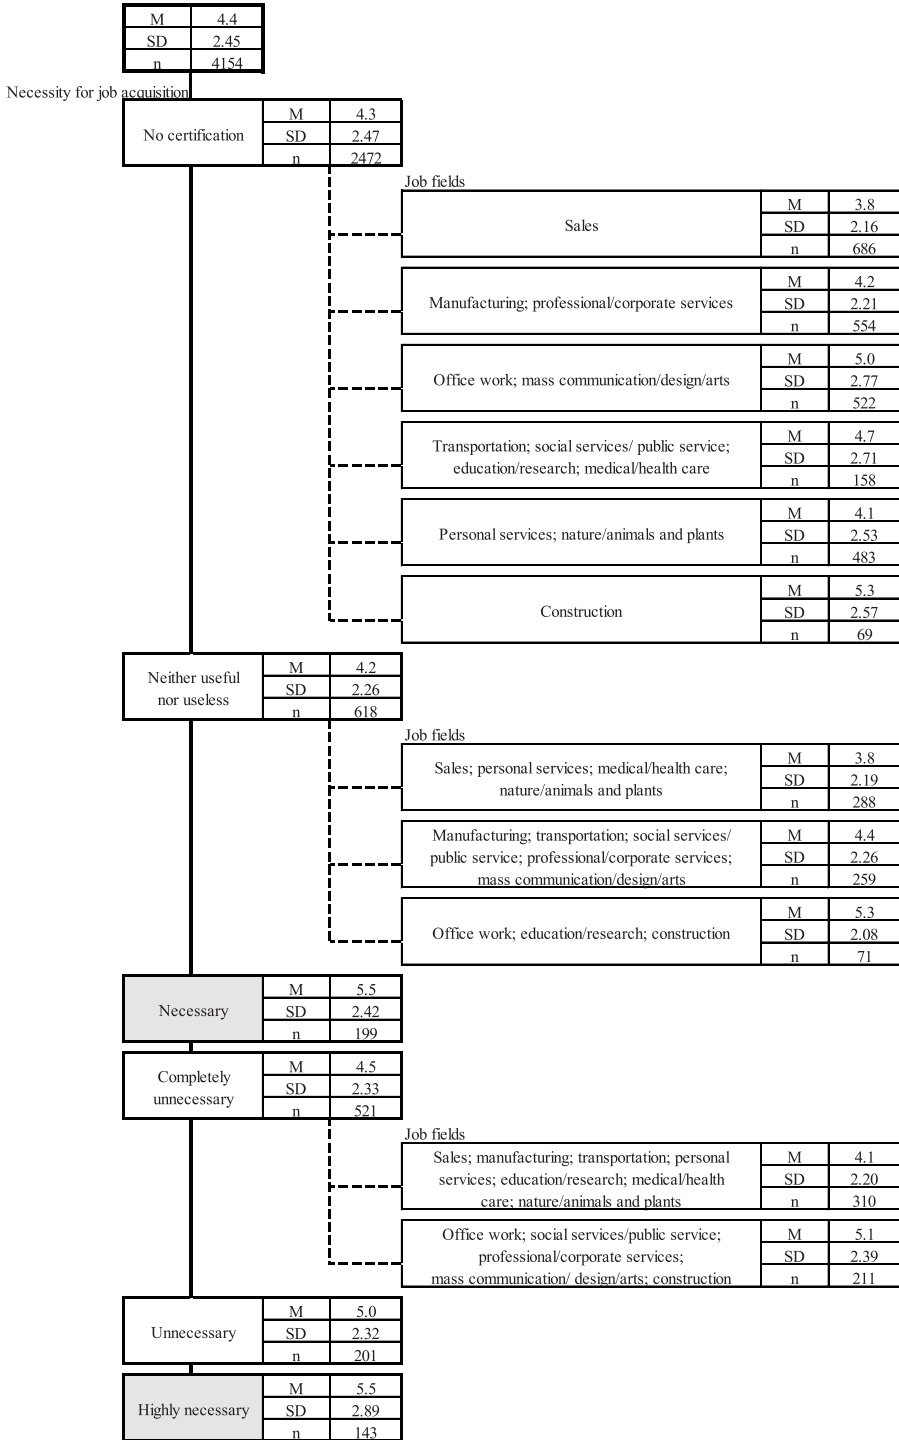 M 4.4
SD 2.45
n 4154
Necessity for job acquisition
No certification
M 4.3
SD 2.47
n 2472
Job fields
Sales
M 3.8
SD 2.16
n 686
Manufacturing; professional/corporate services
M 4.2
SD 2.21
n 554
Office work; mass communication/design/arts
M 5.0
SD 2.77
n 522
Transportation; social services/ public service;
education/research; medical/health care
M 4.7
SD 2.71
n 158
Personal services; nature/animals and plants
M 4.1
SD 2.53
n 483
Construction
M 5.3
SD 2.57
n 69
Neither useful
nor useless
M 4.2
SD 2.26
n 618
Job fields
Sales; personal services; medical/health care;
nature/animals and plants
M 3.8
SD 2.19
n 288
Manufacturing; transportation; social services/
public service; professional/corporate services;
mass communication/design/arts
M 4.4
SD 2.26
n 259
Office work; education/research; construction
M 5.3
SD 2.08
n 71
Necessary
M 5.5
SD 2.42
n 199
Completely
unnecessary
M 4.5
SD 2.33
n 521
Job fields
Sales; manufacturing; transportation; personal
services; education/research; medical/health
care; nature/animals and plants
M 4.1
SD 2.20
n 310
Office work; social services/public service;
professional/corporate services;
mass communication/ design/arts; construction
M 5.1
SD 2.39
n 211
Unnecessary
M 5.0
SD 2.32
n 201
Highly necessary
M 5.5
SD 2.89
n 143